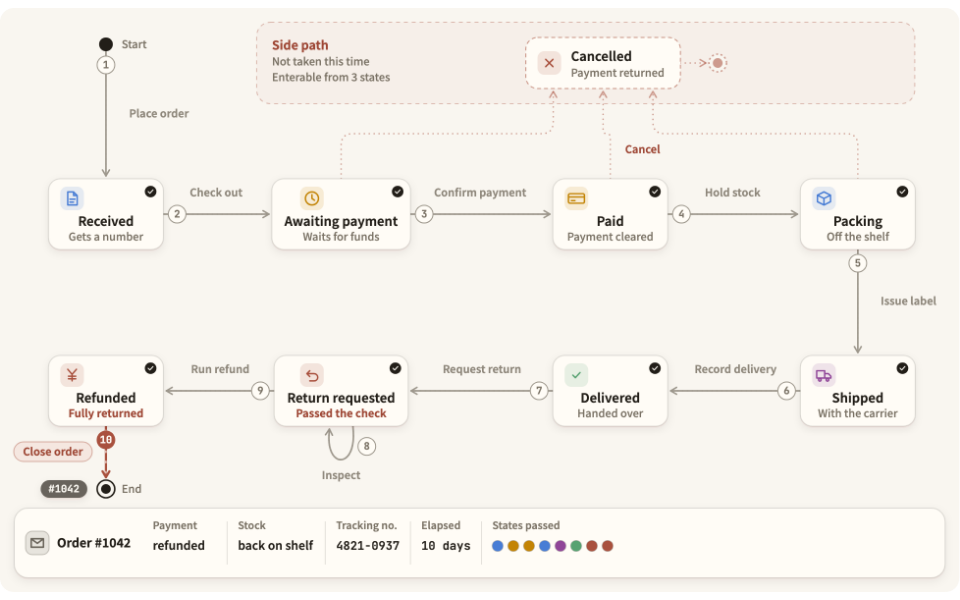 Start
1
Place order
Side path
Not taken this time
Enterable from 3 states
Cancelled
Payment returned
Cancel
Received
Gets a number
2
Check out
Awaiting payment
Waits for funds
3
Confirm payment
Paid
Payment cleared
4
Hold stock
Packing
Off the shelf
5
Issue label
Shipped
With the carrier
6
Record delivery
Delivered
Handed over
7
Request return
Return requested
Passed the check
8
Inspect
9
Run refund
¥
Refunded
Fully returned
10
Close order
#1042
End
Order #1042
Payment
refunded
Stock
back on shelf
Tracking no.
4821-0937
Elapsed
10 days
States passed